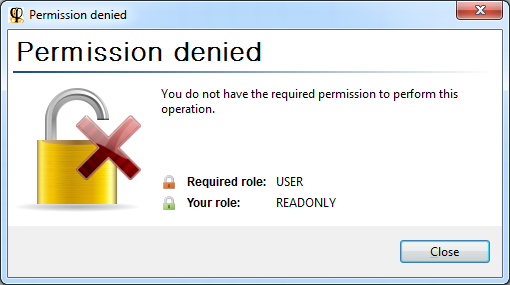 Permission denied
Permission denied
You do not have the required permission to perform this
operation.
Required role: USER
Your role: READONLY
Close